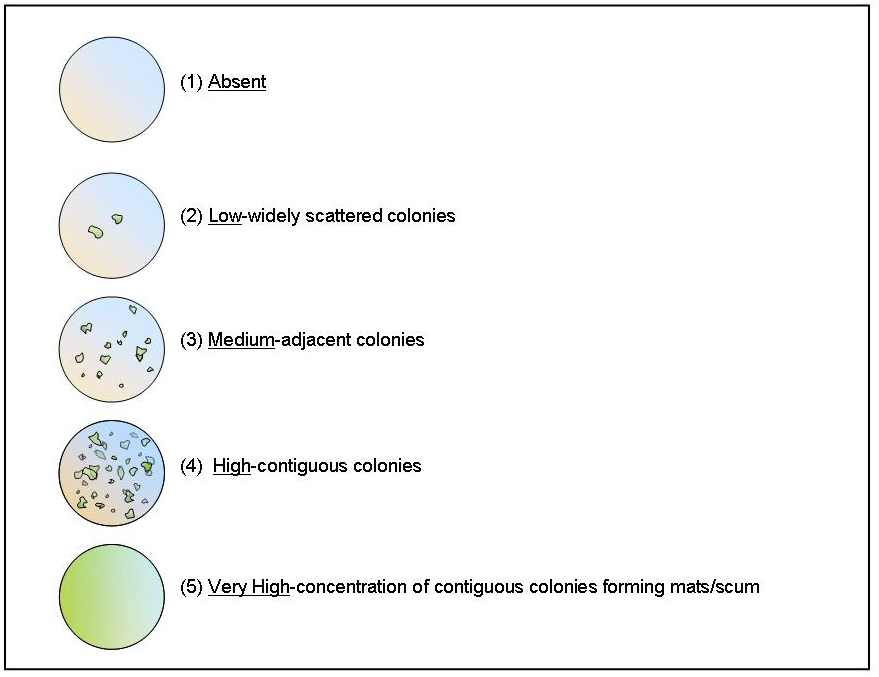 (1) Absent
(2) Low-widely scattered colonies
(3) Medium-adjacent colonies
(4) High-contiguous colonies
(5) Very High-concentration of contiguous colonies forming mats/scum